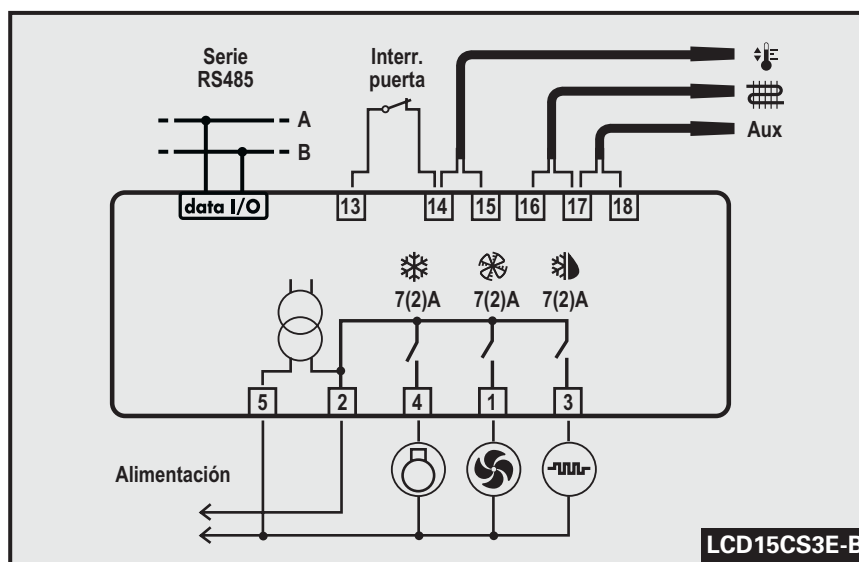 Serie
RS485
Interr.
puerta
A
B
Aux
data I/O
13
14
15
16
17
18
7(2)A
7(2)A
7(2)A
5
2
4
1
3
Alimentación
LCD15CS3E-B